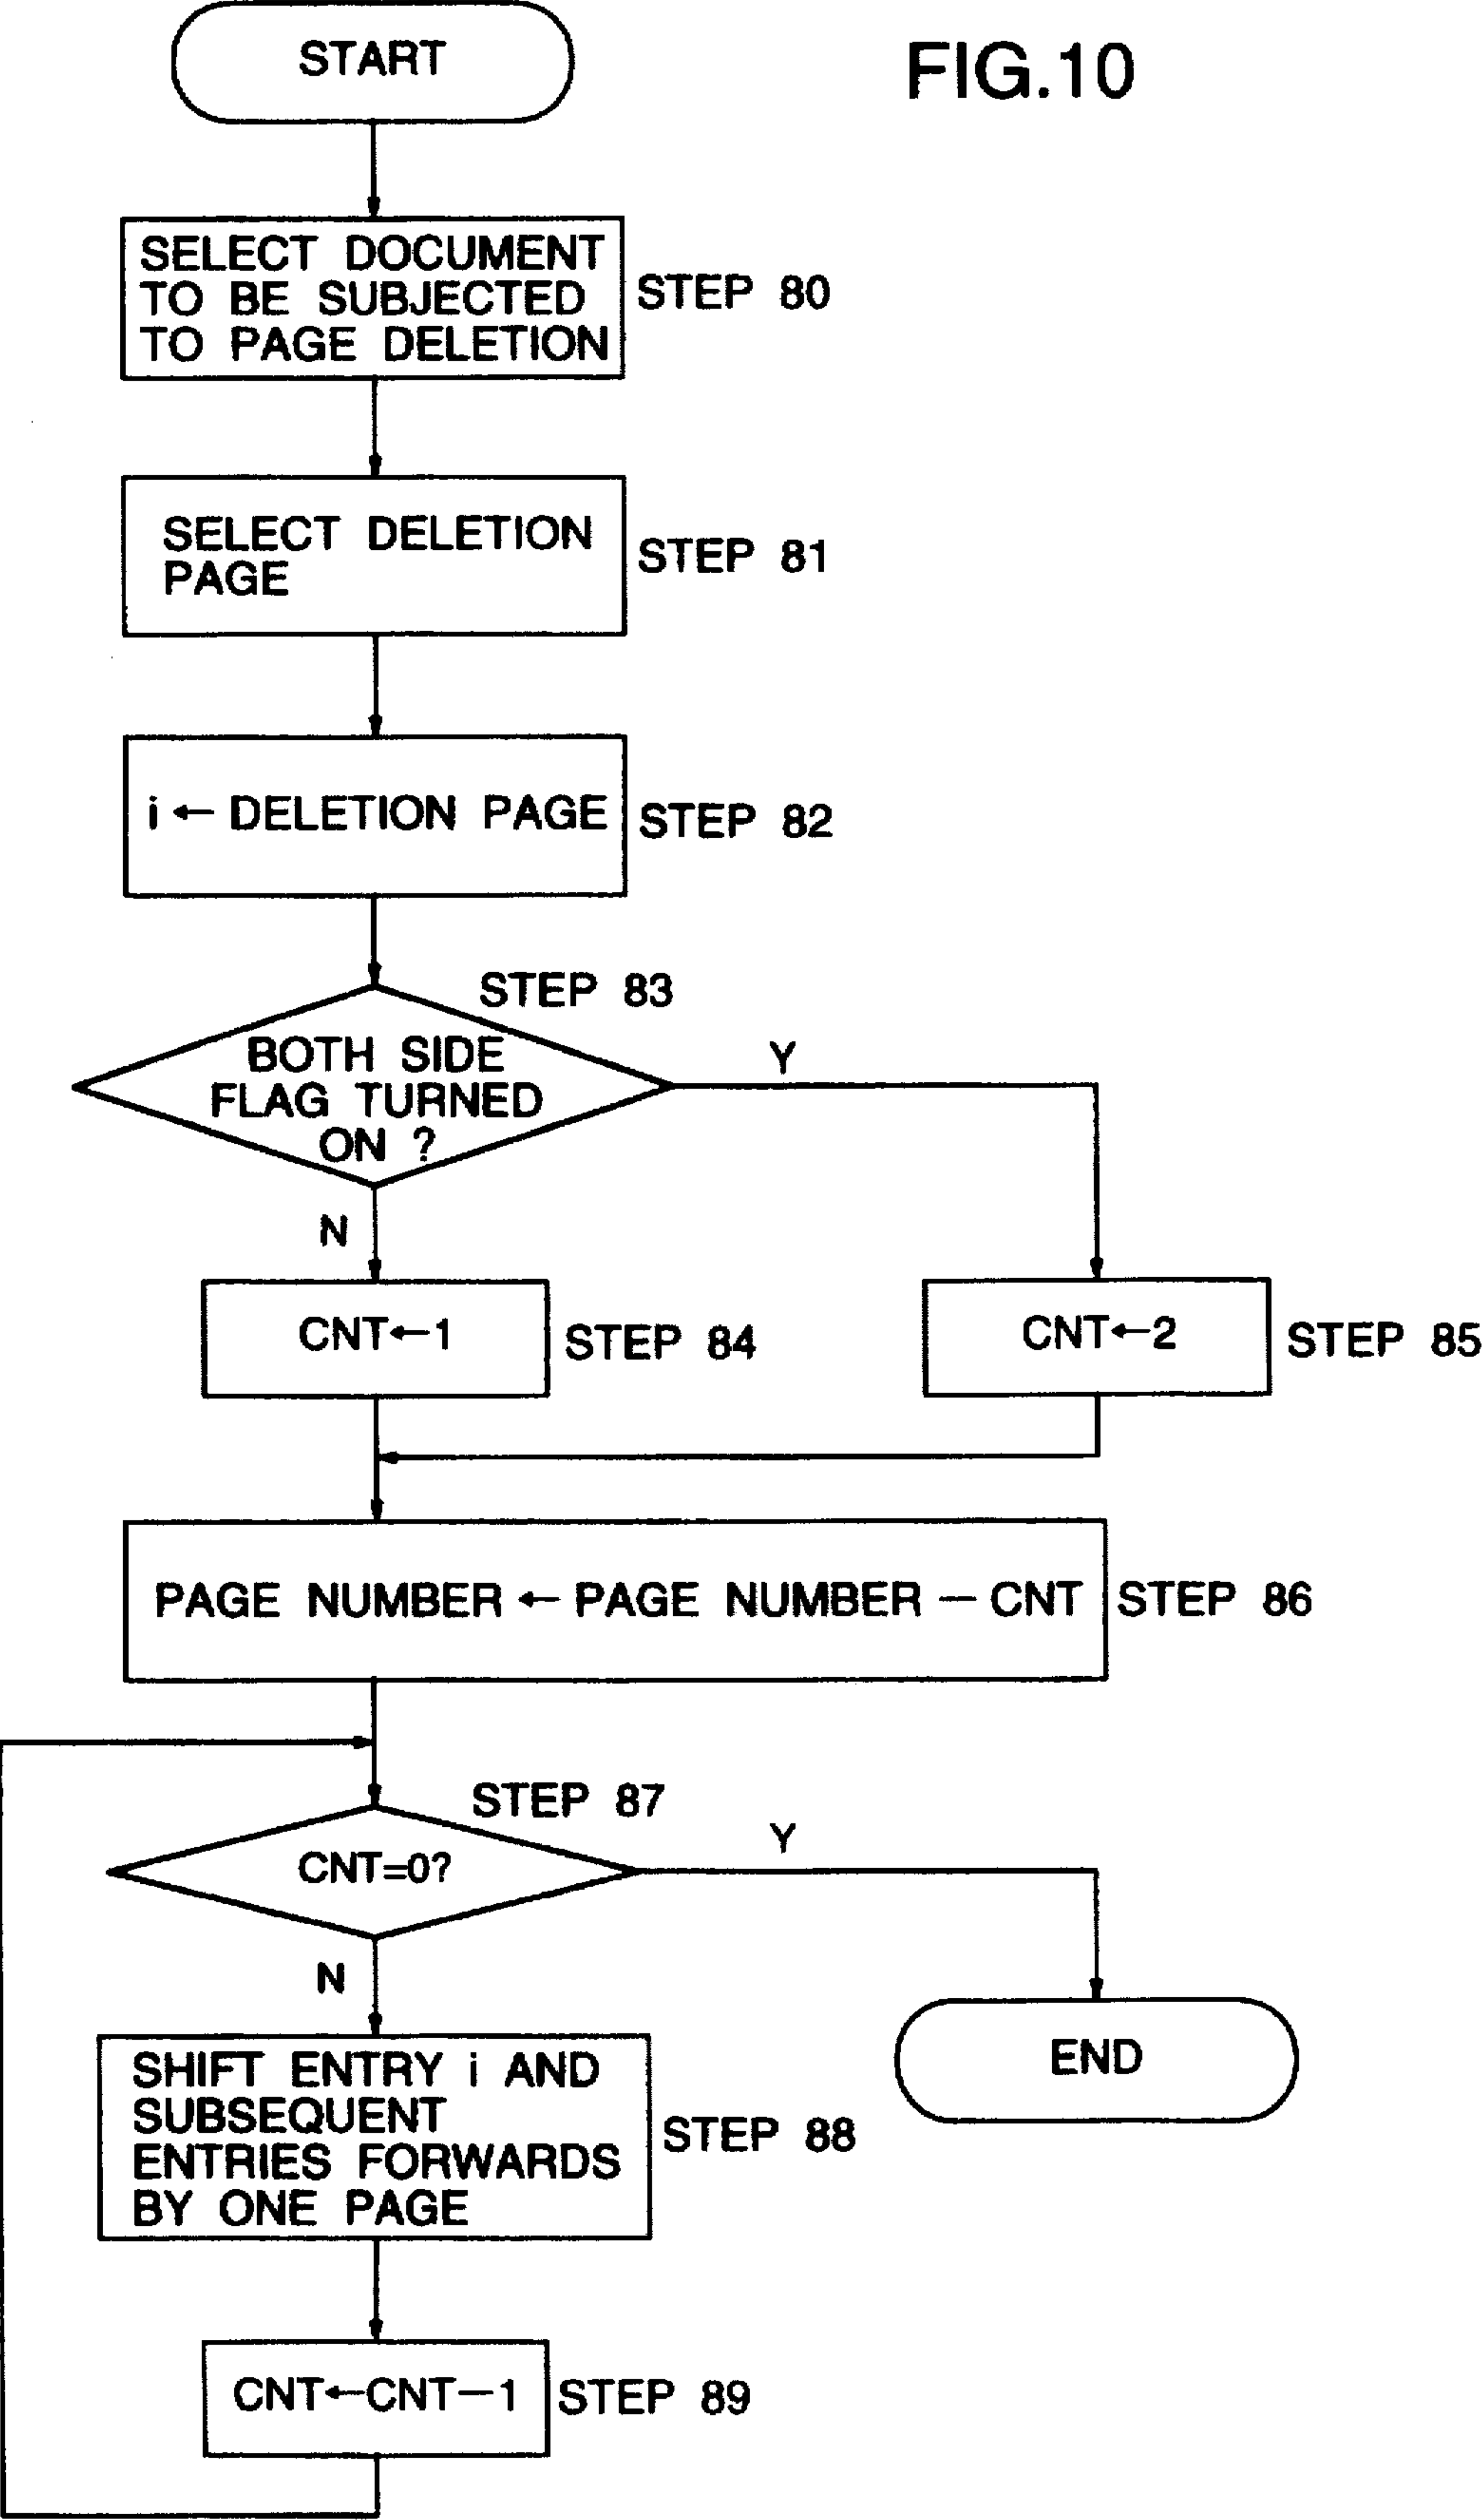 START
FIG.10
SELECT DOCUMENT
TO BE SUBJECTED
TO PAGE DELETION
STEP 80
SELECT DELETION
PAGE
STEP 81
i ← DELETION PAGE
STEP 82
STEP 83
BOTH SIDE
FLAG TURNED
ON ?
Y
N
CNT←1
STEP 84
CNT←2
STEP 85
PAGE NUMBER ← PAGE NUMBER — CNT
STEP 86
STEP 87
CNT=0?
Y
N
END
SHIFT ENTRY i AND
SUBSEQUENT
ENTRIES FORWARDS
BY ONE PAGE
STEP 88
CNT←CNT—1
STEP 89